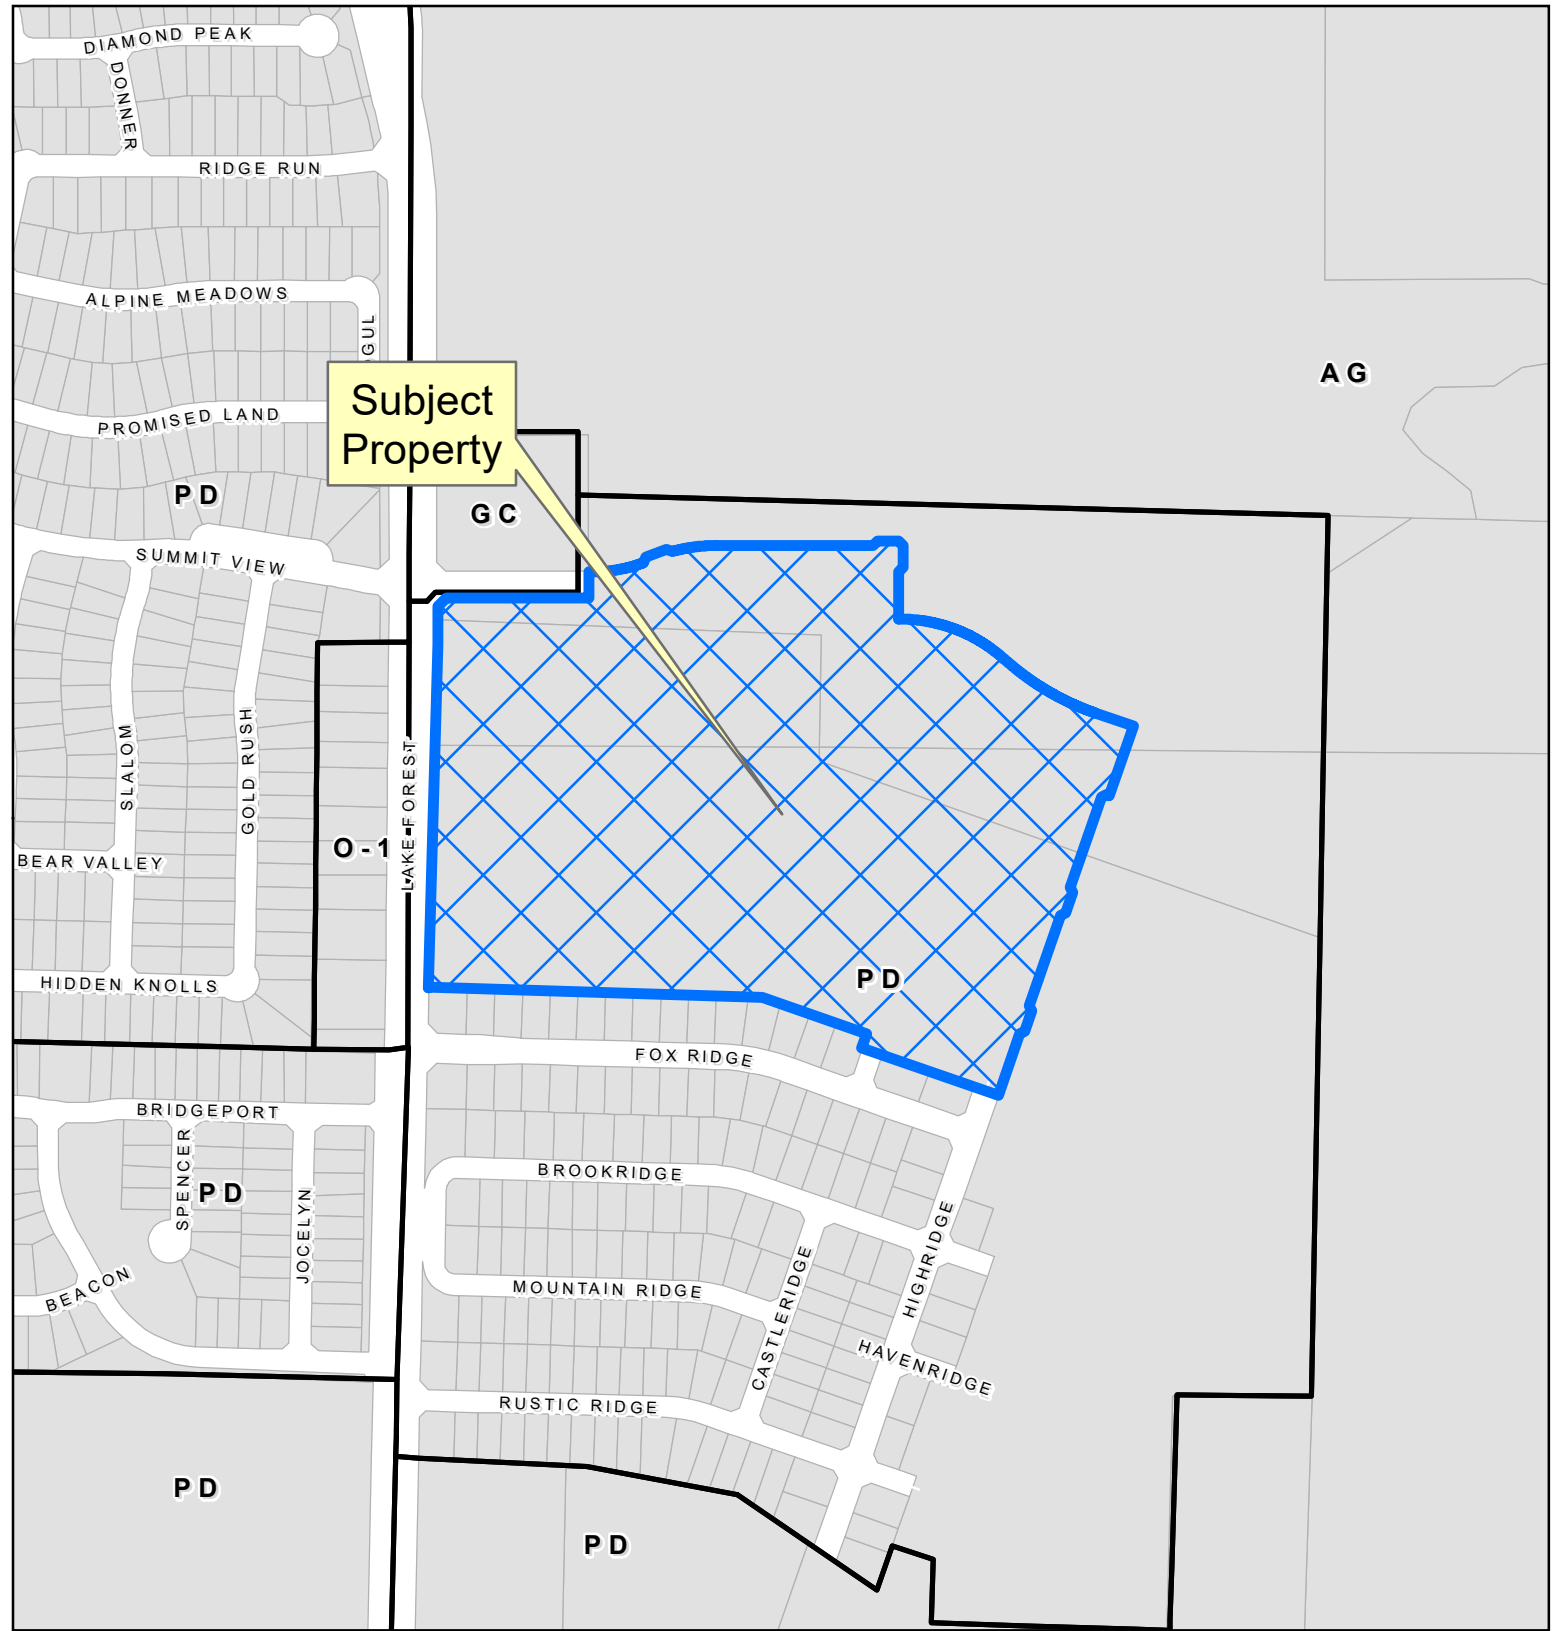 DIAMOND PEAK
DONNER
RIDGE RUN
ALPINE MEADOWS
AG
Subject
Property
PROMISED LAND
PD
GC
SUMMIT VIEW
SLALOM
GOLD RUSH
LAKE FOREST
O-1
BEAR VALLEY
HIDDEN KNOLLS
PD
FOX RIDGE
BRIDGEPORT
SPENCER
PD
JOCELYN
BROOKRIDGE
HIGHRIDGE
BEACON
MOUNTAIN RIDGE
CASTLERIDGE
HAVENRIDGE
RUSTIC RIDGE
PD
PD